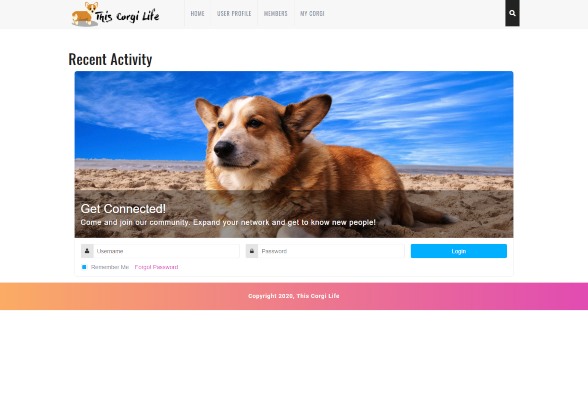 This Corgi Life
HOME USER PROFILE MEMBERS MY CORGI
Recent Activity
Get Connected!
Come and join our community. Expand your network and get to know new people!
Username Password Login
Remember Me Forgot Password
Copyright 2020, This Corgi Life